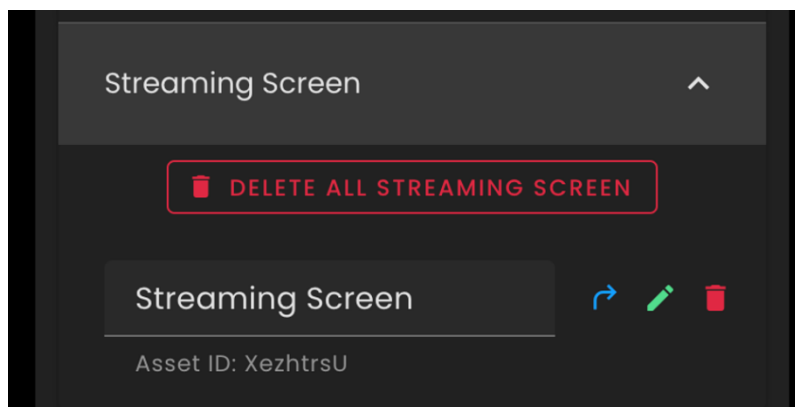 Streaming Screen
DELETE ALL STREAMING SCREEN
Streaming Screen
Asset ID: XezhtrsU